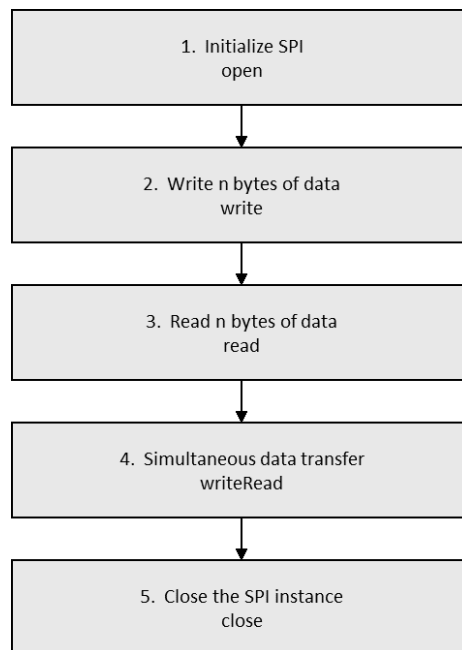 1. Initialize SPI
open
2. Write n bytes of data
write
3. Read n bytes of data
read
4. Simultaneous data transfer
writeRead
5. Close the SPI instance
close